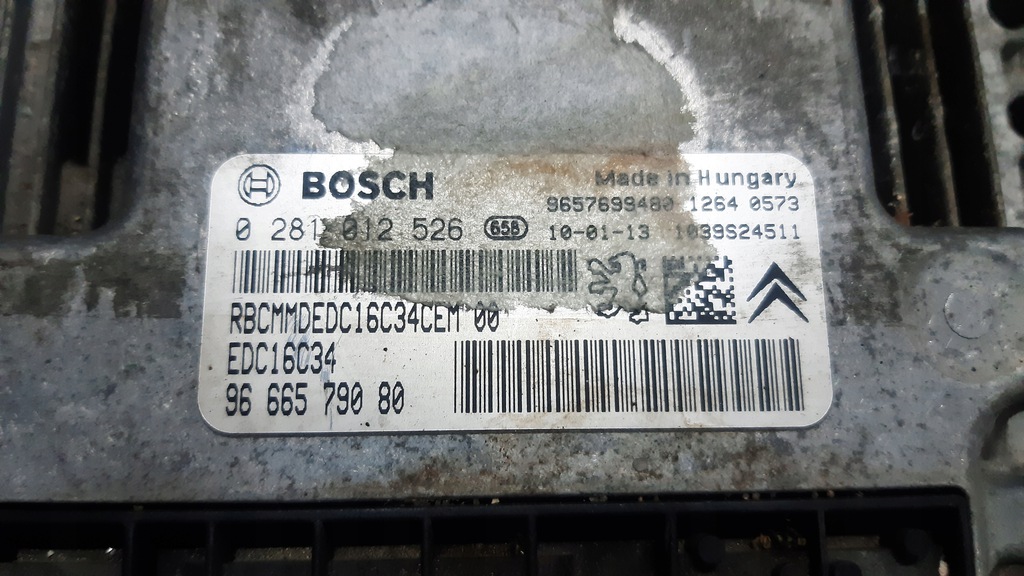 BOSCH
Made in Hungary
9657699480 1264 0573
0 281 012 526 658 10-01-13 1039S24511
RBCMMDEDC16C34CEM 00
EDC16C34
96 665 790 80